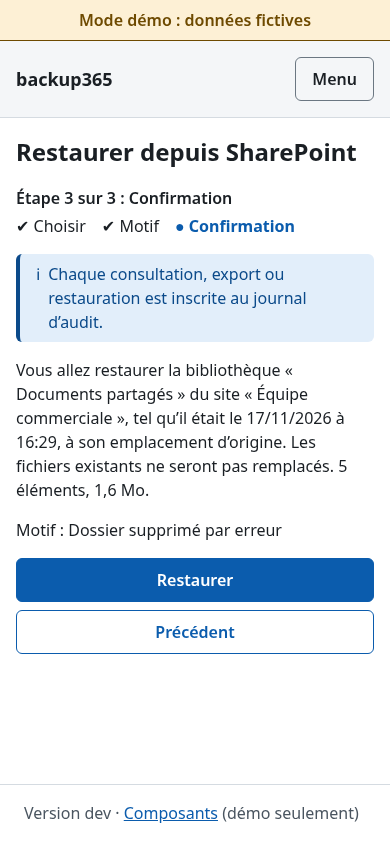 Mode démo : données fictives
backup365
Menu
Restaurer depuis SharePoint
Étape 3 sur 3 : Confirmation
✔ Choisir ✔ Motif ● Confirmation
i Chaque consultation, export ou
restauration est inscrite au journal
d’audit.
Vous allez restaurer la bibliothèque «
Documents partagés » du site « Équipe
commerciale », tel qu’il était le 17/11/2026 à
16:29, à son emplacement d’origine. Les
fichiers existants ne seront pas remplacés. 5
éléments, 1,6 Mo.
Motif : Dossier supprimé par erreur
Restaurer
Précédent
Version dev · Composants (démo seulement)